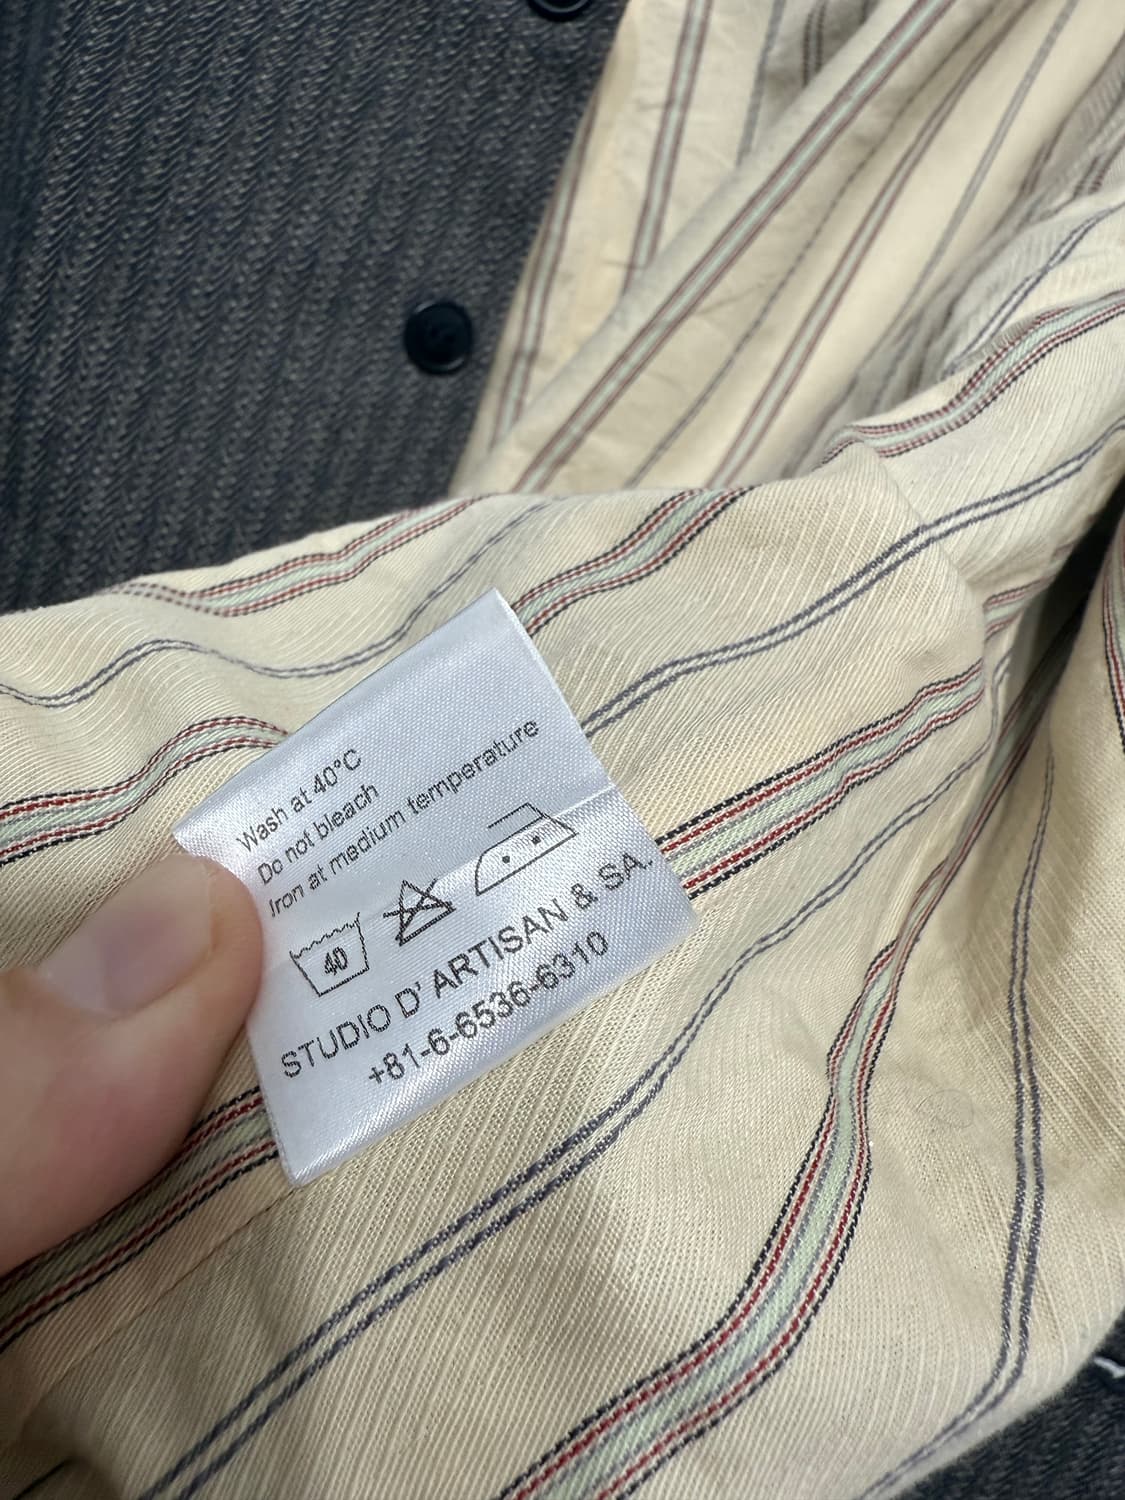 Wash at 40°C
Do not bleach
Iron at medium temperature
40
STUDIO D' ARTISAN & SA.
+81-6-6536-6310